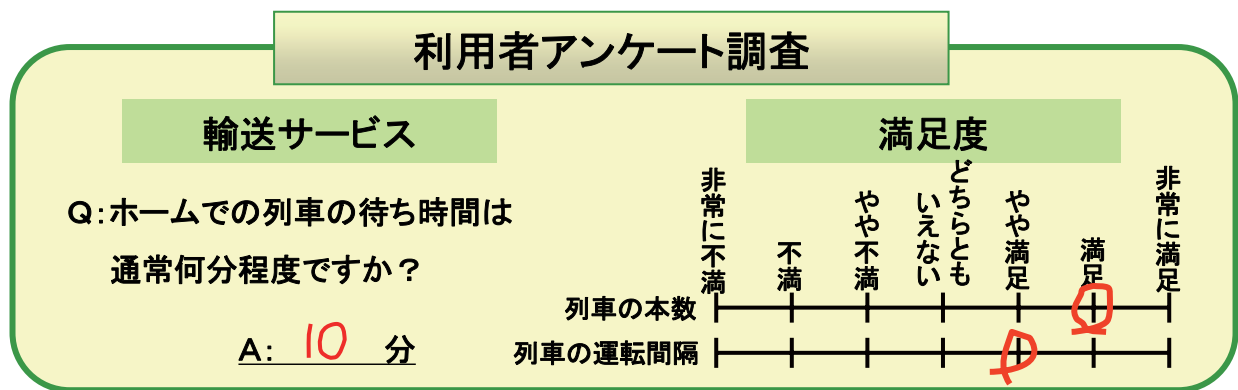 利用者アンケート調査
輸送サービス
Q:ホームでの列車の待ち時間は
通常何分程度ですか?
A: 10 分
満足度
非常に不満
不満
やや不満
どちらとも
いえない
やや満足
満足
非常に満足
列車の本数
列車の運転間隔